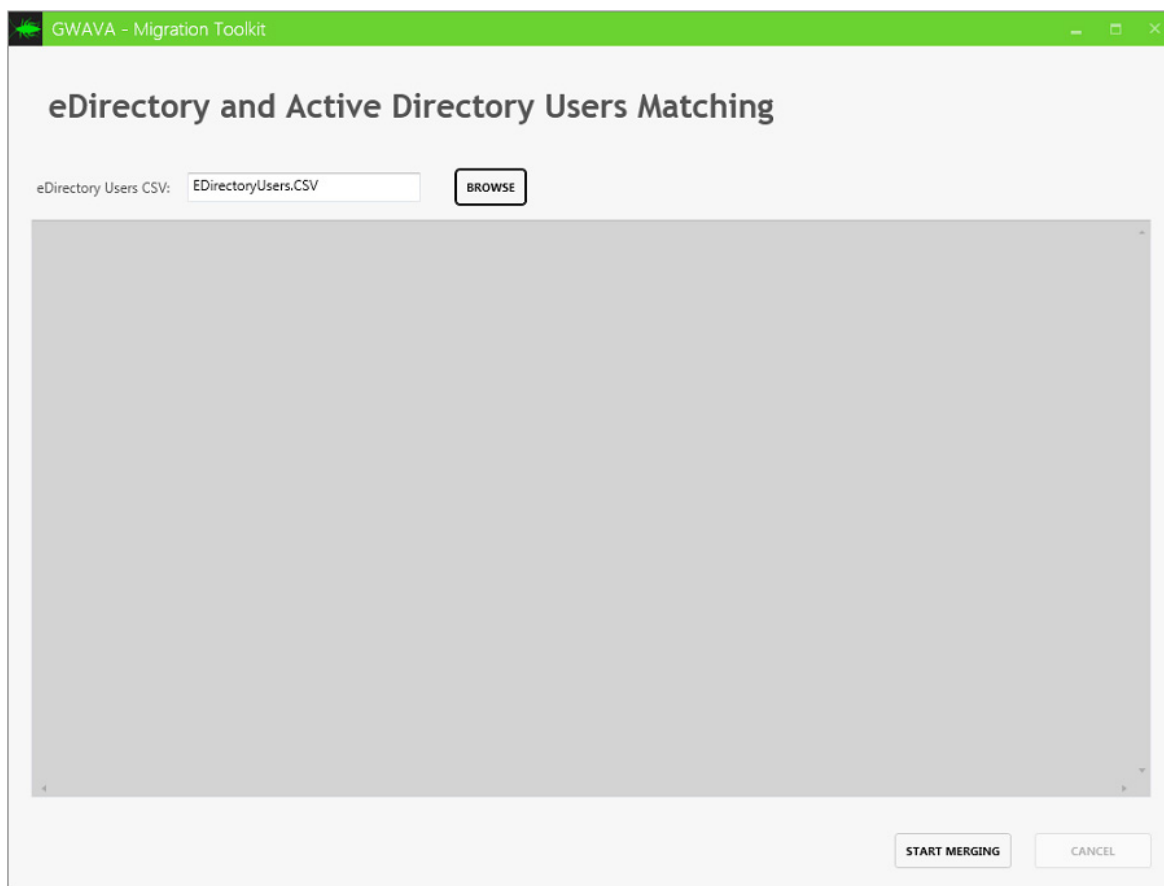 GWAVA - Migration Toolkit
eDirectory and Active Directory Users Matching
eDirectory Users CSV: EDirectoryUsers.CSV BROWSE
START MERGING CANCEL